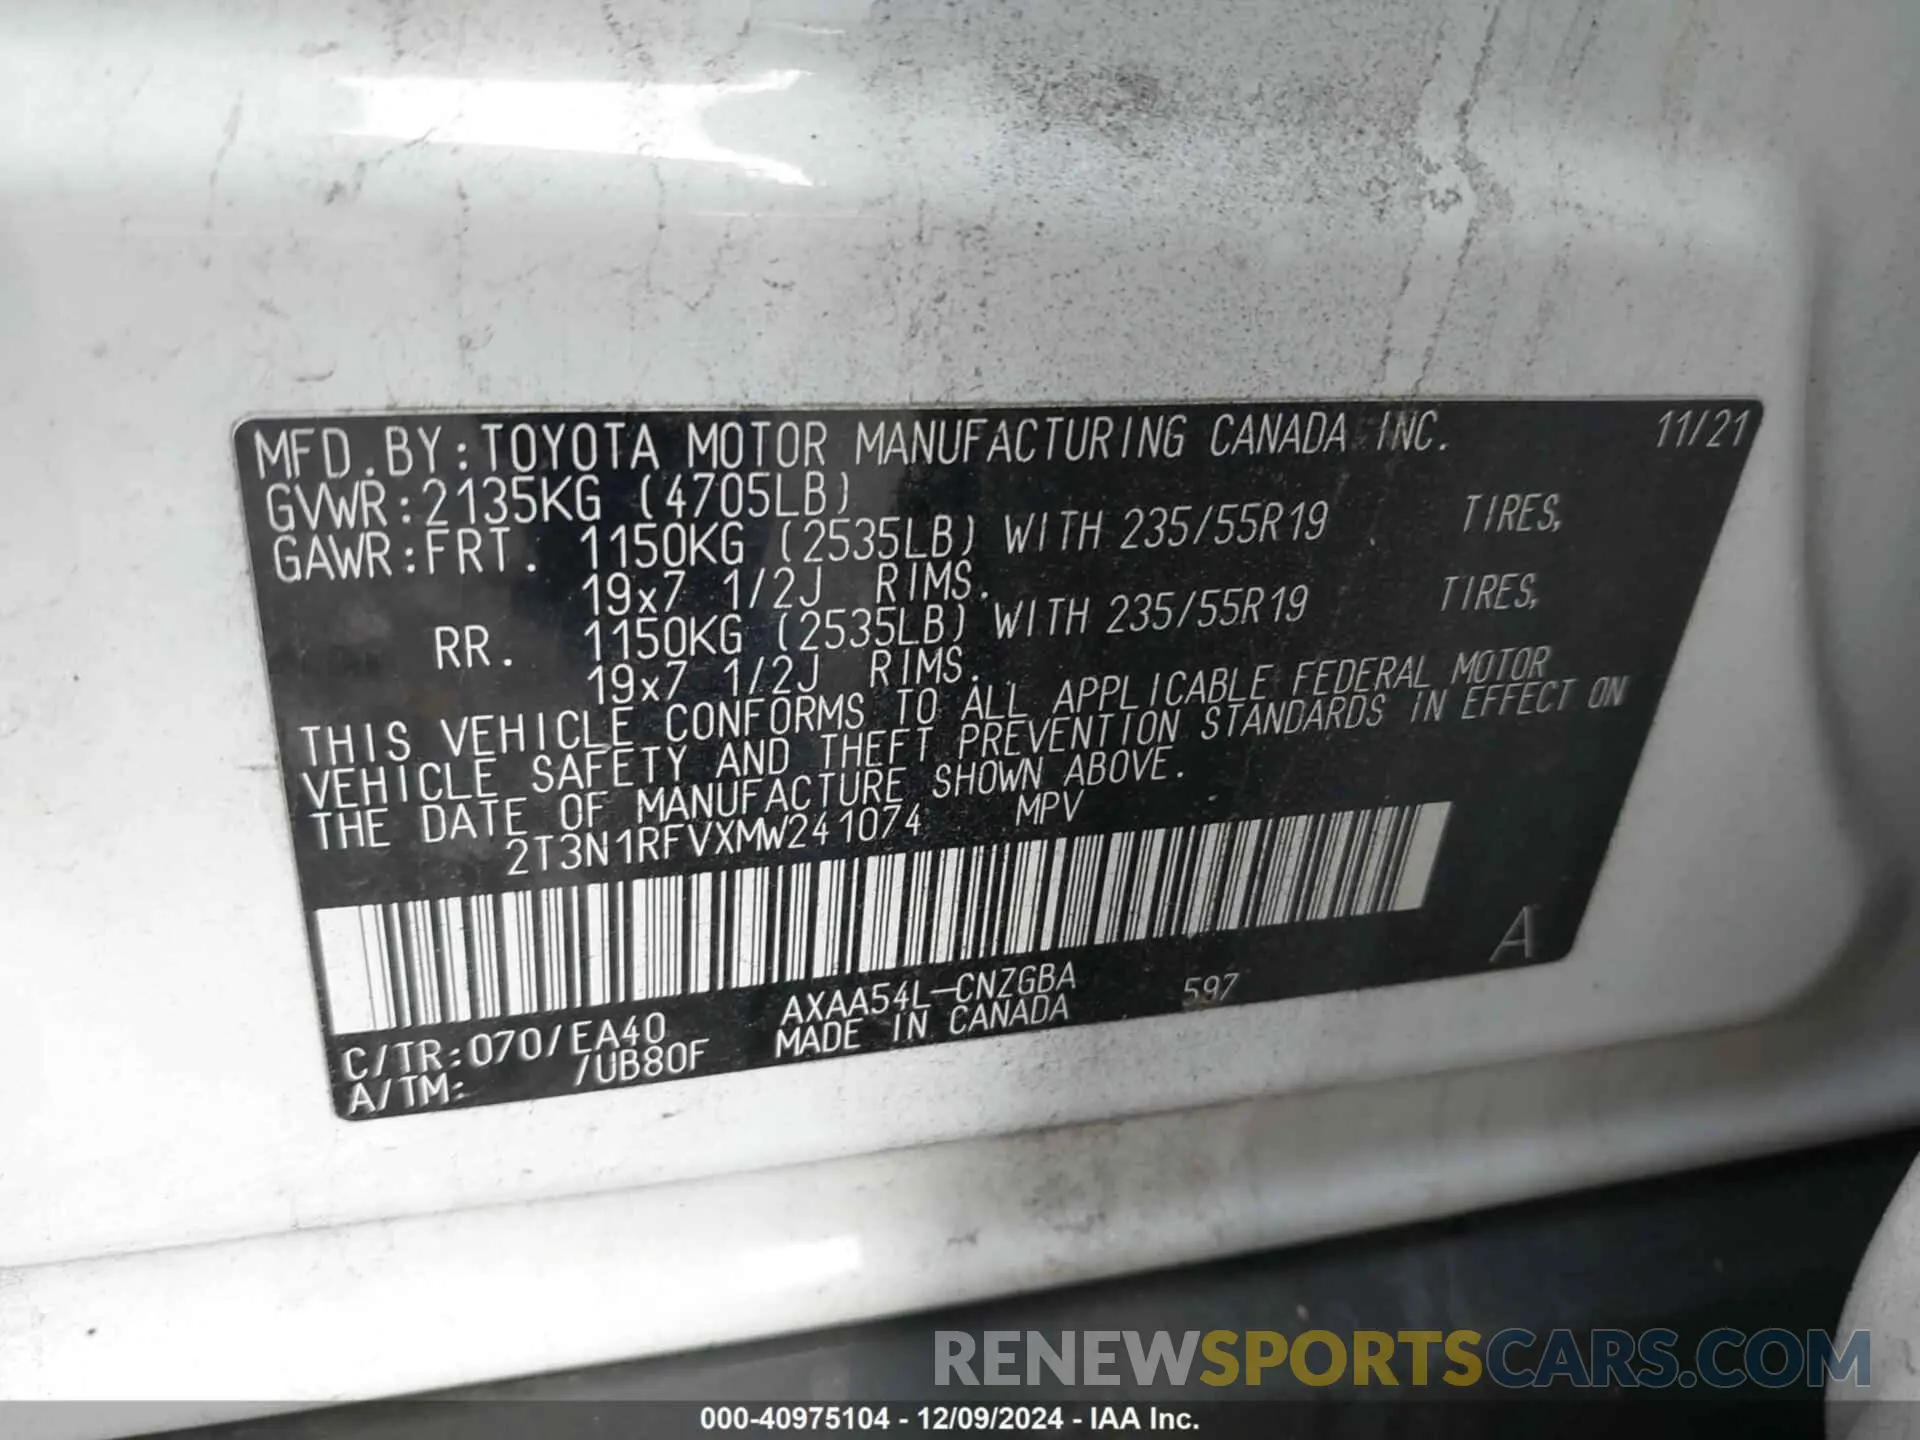 MFD.BY:TOYOTA MOTOR MANUFACTURING CANADA INC. 11/21
GVWR:2135KG (4705LB)
GAWR:FRT. 1150KG (2535LB) WITH 235/55R19 TIRES,
19x7 1/2J RIMS.
RR. 1150KG (2535LB) WITH 235/55R19 TIRES,
19x7 1/2J RIMS.
THIS VEHICLE CONFORMS TO ALL APPLICABLE FEDERAL MOTOR
VEHICLE SAFETY AND THEFT PREVENTION STANDARDS IN EFFECT ON
THE DATE OF MANUFACTURE SHOWN ABOVE.
2T3N1RFVXMW241074 MPV
A
AXAA54L-CNZGBA 597
C/TR:070/EA40 MADE IN CANADA
A/TM: /UB80F
RENEWSPORTSCARS.COM
000-40975104 - 12/09/2024 - IAA Inc.